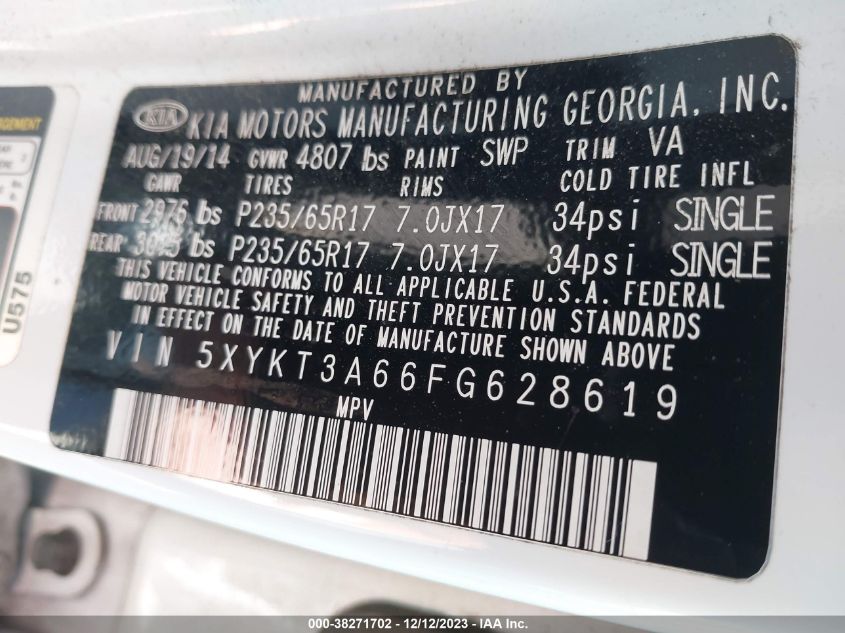 MANUFACTURED BY
KIA KIA MOTORS MANUFACTURING GEORGIA, INC.
AUG/19/14 GVWR 4807 lbs PAINT SWP TRIM VA
GAWR TIRES RIMS COLD TIRE INFL
FRONT 2976 lbs P235/65R17 7.0JX17 34psi SINGLE
REAR lbs P235/65R17 7.0JX17 34psi SINGLE
THIS VEHICLE CONFORMS TO ALL APPLICABLE U.S.A. FEDERAL
MOTOR VEHICLE SAFETY AND THEFT PREVENTION STANDARDS
IN EFFECT ON THE DATE OF MANUFACTURE SHOWN ABOVE
VIN 5XYKT3A66FG628619
MPV
U575
000-38271702 - 12/12/2023 - IAA Inc.